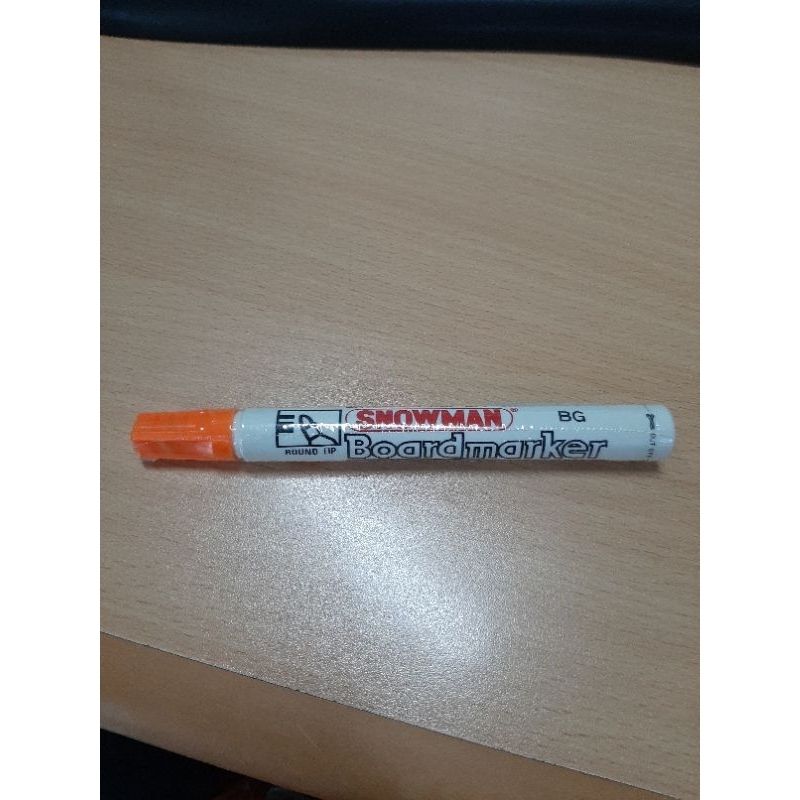 SNOWMAN
BG
ROUND TIP
Boardmarker